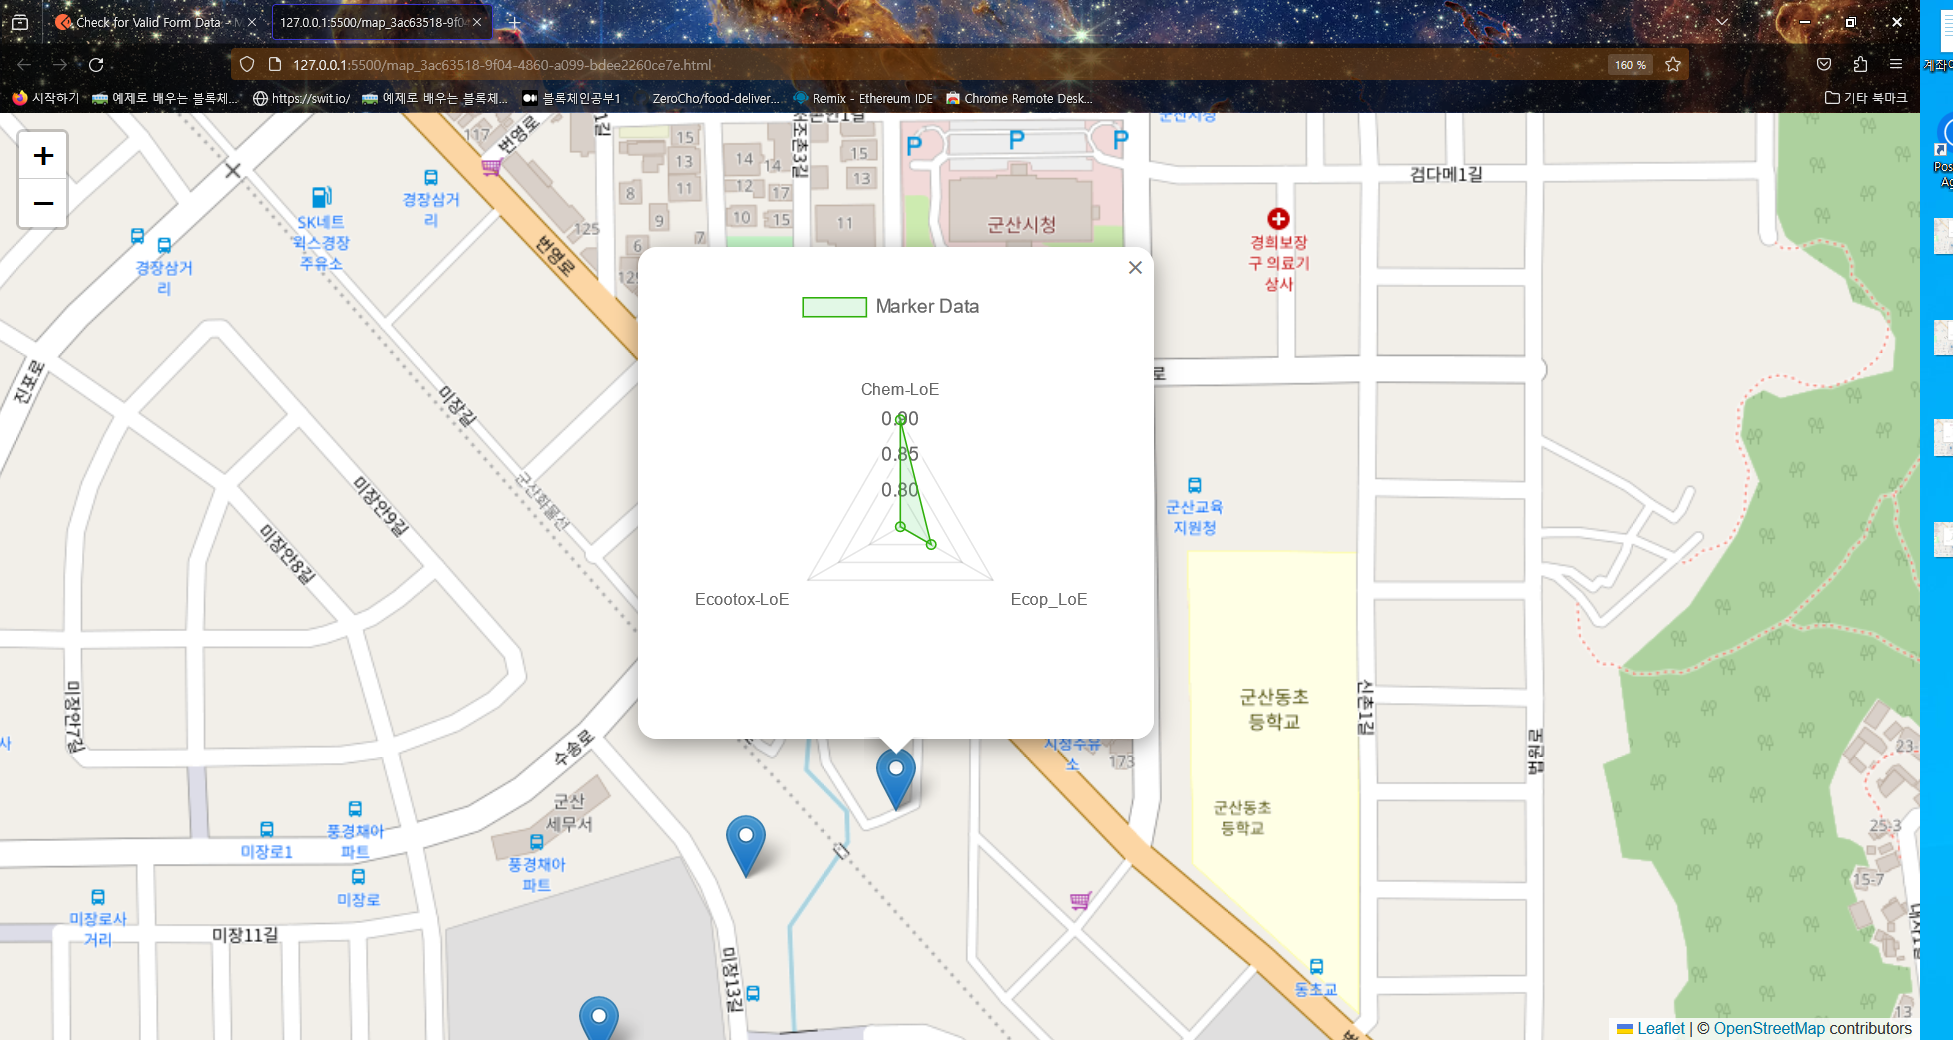 Check for Valid Form Data
127.0.0.1:5500/map_3ac63518-9f0
127.0.0.1:5500/map_3ac63518-9f04-4860-a099-bdee2260ce7e.html
160 %
시작하기
예제로 배우는 블록체...
https://swit.io/
예제로 배우는 블록체...
블록체인공부1
ZeroCho/food-deliver...
Remix - Ethereum IDE
Chrome Remote Desk...
기타 북마크
+
−
117
번영로
1길
15
13
11
8
9
6
7
125
14
14
12
17
10
15
15
13
11
P
P
P
군산시청
검다메1길
경장삼거
리
SK네트
웍스경장
주유소
경장삼거
리
번영로
경희보장
구 의료기
상사
Marker Data
Chem-LoE
0.90
0.85
0.80
Ecootox-LoE
Ecop_LoE
진포로
미장길
군산화물선
미장안9길
미장안8길
미장안7길
로
군산교육
지원청
군산동초
등학교
군산동초
등학교
신촌1길
수송로
군산
세무서
풍경채아
파트
미장로1
풍경채아
파트
미장로
미장로사
거리
미장11길
미장13길
소
173
동초교
23-
25-3
15-7
13
Leaflet | © OpenStreetMap contributors